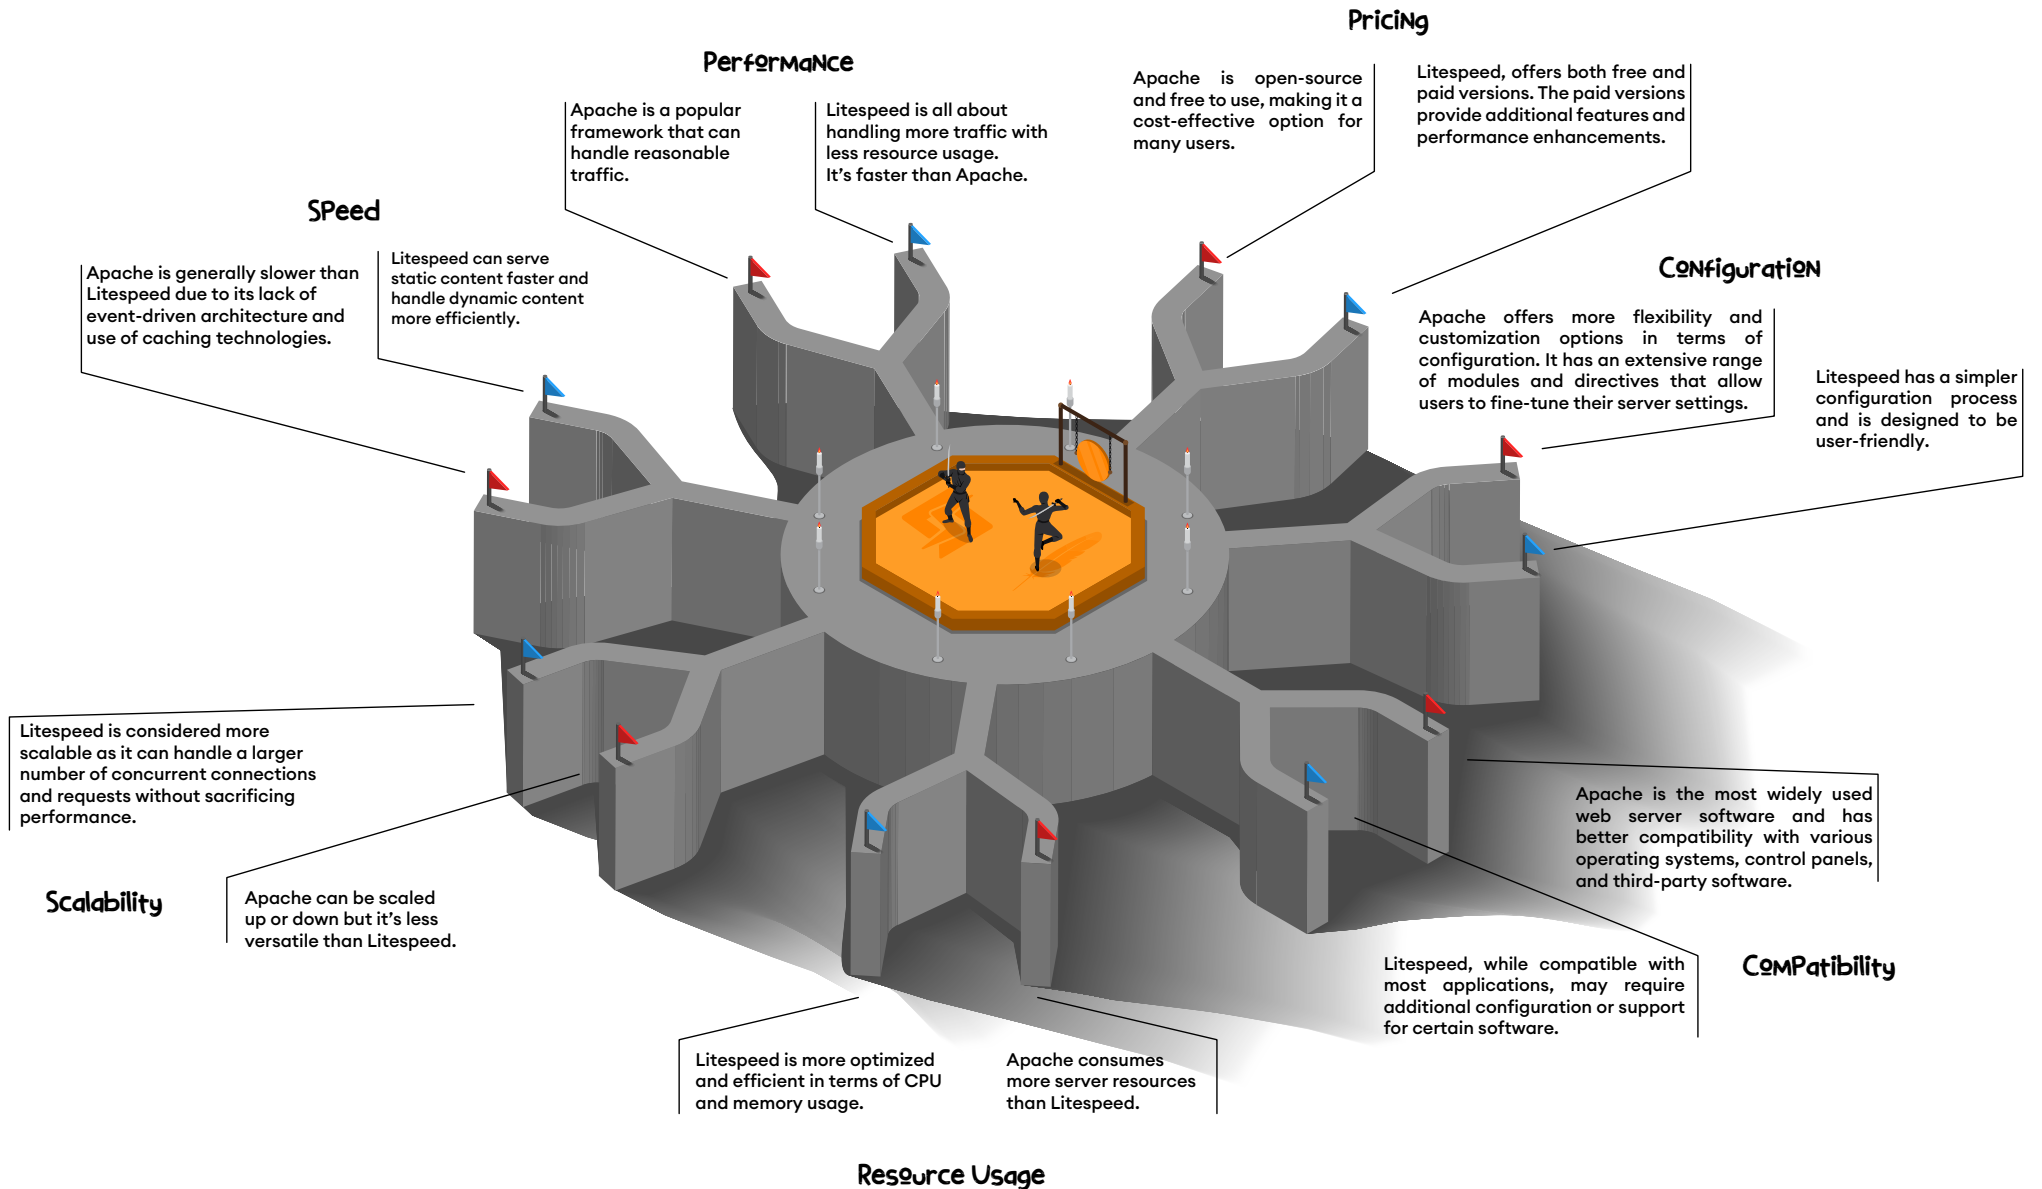 Pricing
Performance
Apache is open-source
and free to use, making it a
cost-effective option for
many users.
Litespeed, offers both free and
paid versions. The paid versions
provide additional features and
performance enhancements.
Apache is a popular
framework that can
handle reasonable
traffic.
Litespeed is all about
handling more traffic with
less resource usage.
It's faster than Apache.
Speed
Apache is generally slower than
Litespeed due to its lack of
event-driven architecture and
use of caching technologies.
Litespeed can serve
static content faster and
handle dynamic content
more efficiently.
Configuration
Apache offers more flexibility and
customization options in terms of
configuration. It has an extensive range
of modules and directives that allow
users to fine-tune their server settings.
Litespeed has a simpler
configuration process
and is designed to be
user-friendly.
Litespeed is considered more
scalable as it can handle a larger
number of concurrent connections
and requests without sacrificing
performance.
Scalability
Apache can be scaled
up or down but it's less
versatile than Litespeed.
Apache is the most widely used
web server software and has
better compatibility with various
operating systems, control panels,
and third-party software.
Litespeed, while compatible with
most applications, may require
additional configuration or support
for certain software.
Compatibility
Litespeed is more optimized
and efficient in terms of CPU
and memory usage.
Apache consumes
more server resources
than Litespeed.
Resource Usage